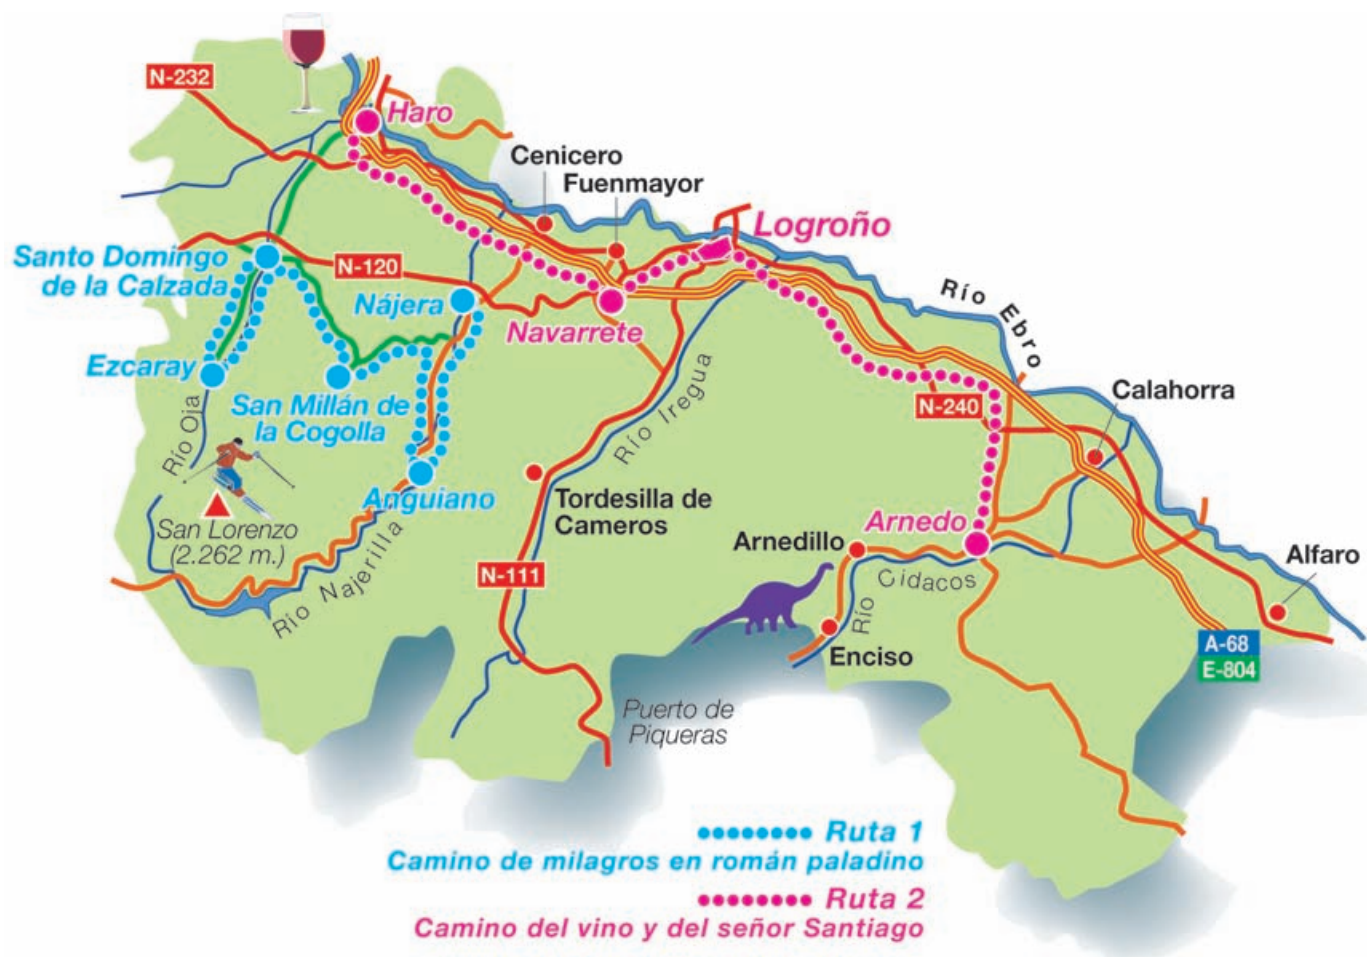 N-232
Haro
Cenicero
Fuenmayor
Logroño
Santo Domingo
de la Calzada
N-120
Nájera
Navarrete
Río Ebro
Ezcaray
San Millán de
la Cogolla
Río Oja
Río Iregua
N-240
Calahorra
Anguiano
San Lorenzo
(2.262 m.)
Tordesilla de
Cameros
Arnedo
Arnedillo
Río Cidacos
Alfaro
N-111
Rio Najerilla
Enciso
A-68
E-804
Puerto de
Piqueras
Ruta 1
Camino de milagros en román paladino
Ruta 2
Camino del vino y del señor Santiago